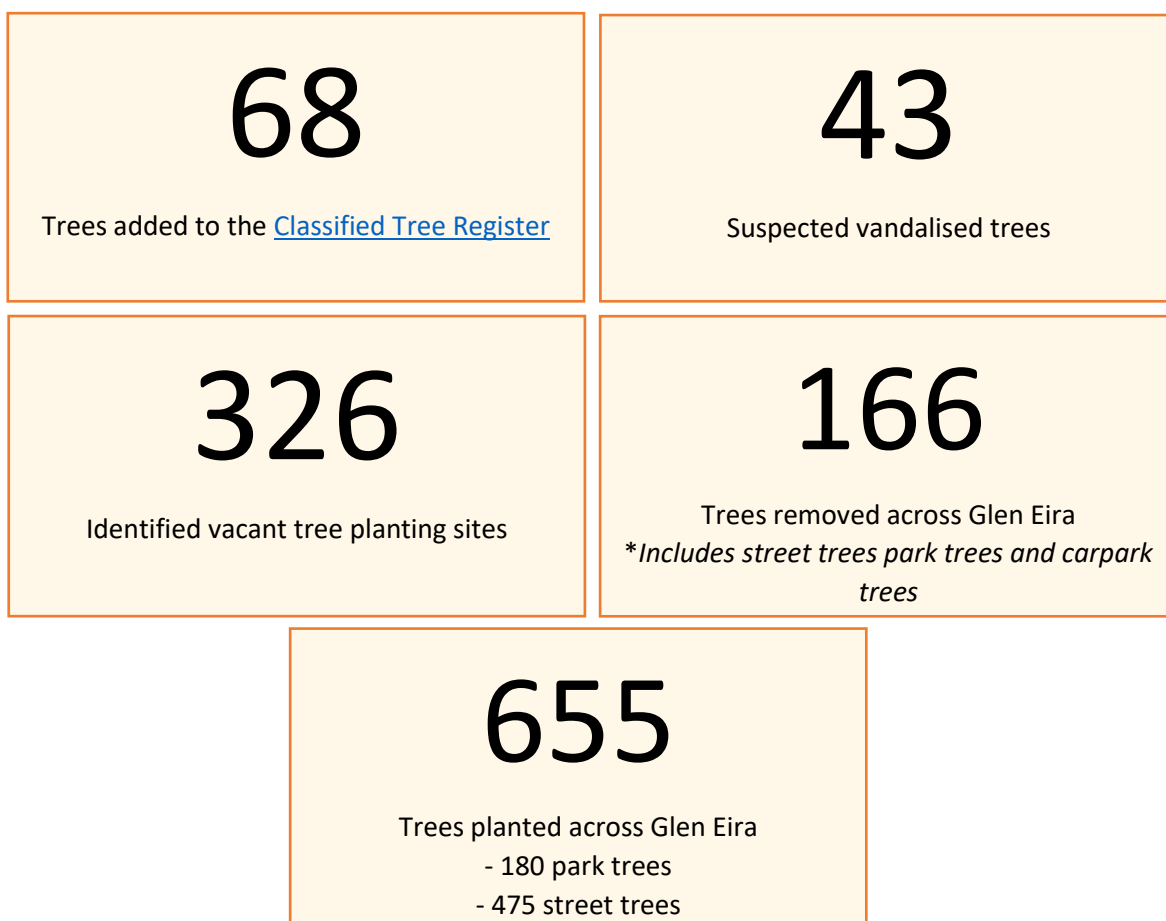 68
Trees added to the Classified Tree Register
43
Suspected vandalised trees
326
Identified vacant tree planting sites
166
Trees removed across Glen Eira
*Includes street trees park trees and carpark
trees
655
Trees planted across Glen Eira
- 180 park trees
- 475 street trees